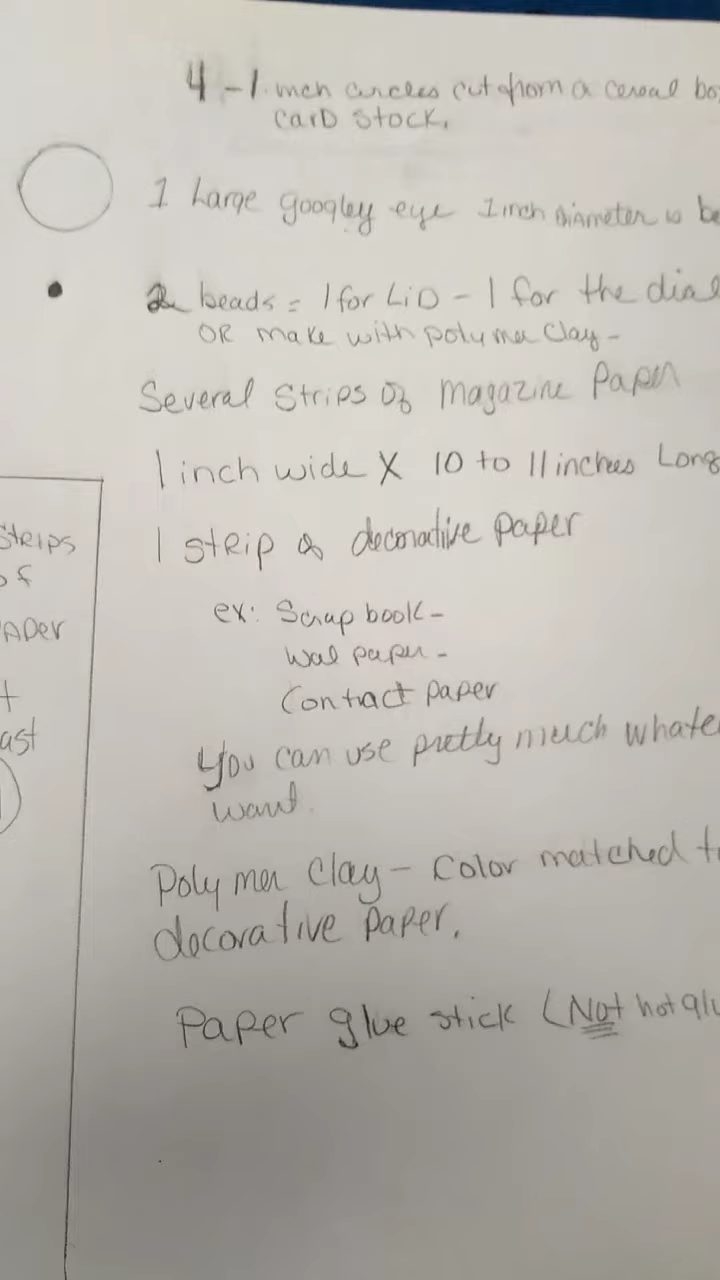 4 - 1 inch circles cut from a cereal bo
CARD Stock.
1 Large googley eye 1 inch Diameter is be
2 beads = 1 for LiD - 1 for the dial
OR make with polymer Clay -
Several Strips of Magazine Paper
1 inch wide X 10 to 11 inches Long
1 strip of decorative paper
ex: Scrap book -
Wal paper -
Contact paper
You can use pretty much whate
want.
Polymer Clay - Color matched t
decorative Paper.
Paper glue stick (Not hot glu
Strips
of
Paper
t
ast